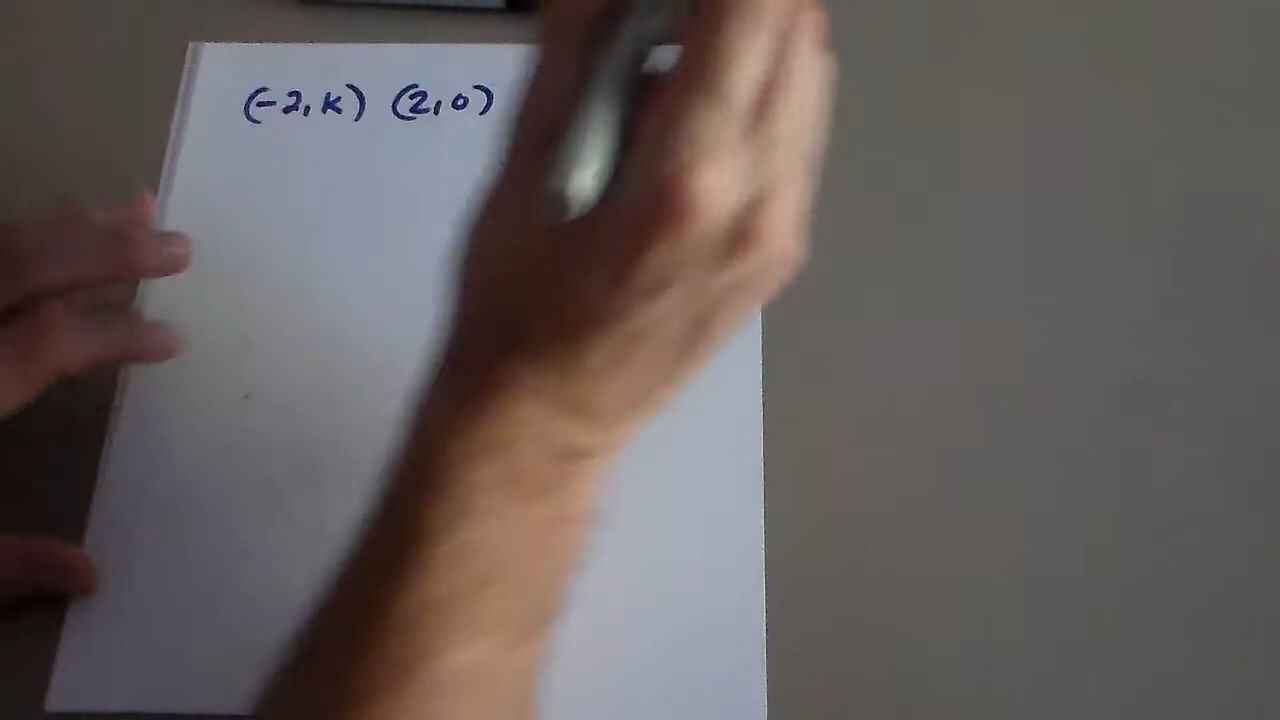 (-2, k) (2, 0)